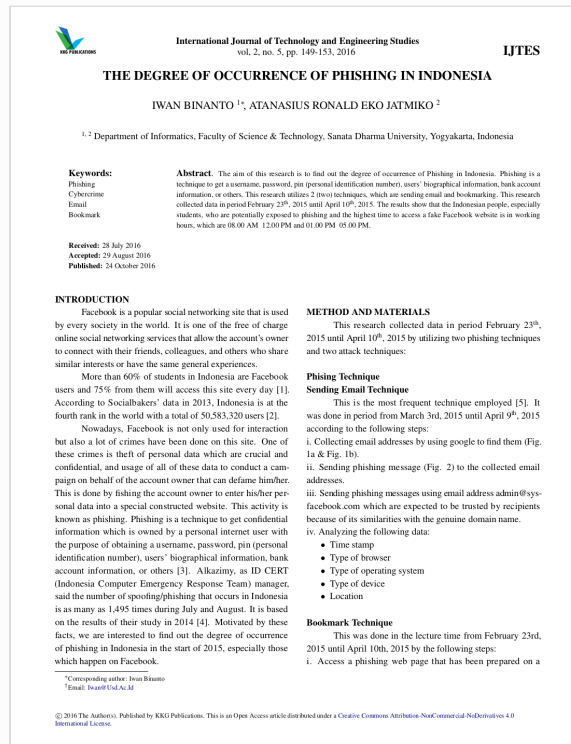 KKG PUBLICATIONS
International Journal of Technology and Engineering Studies
vol, 2, no. 5, pp. 149-153, 2016
IJTES
THE DEGREE OF OCCURRENCE OF PHISHING IN INDONESIA
IWAN BINANTO 1*, ATANASIUS RONALD EKO JATMIKO 2
1, 2 Department of Informatics, Faculty of Science & Technology, Sanata Dharma University, Yogyakarta, Indonesia
Keywords:
Phishing
Cybercrime
Email
Bookmark
Received: 28 July 2016
Accepted: 29 August 2016
Published: 24 October 2016
Abstract. The aim of this research is to find out the degree of occurrence of Phishing in Indonesia. Phishing is a
technique to get a username, password, pin (personal identification number), users' biographical information, bank account
information, or others. This research utilizes 2 (two) techniques, which are sending email and bookmarking. This research
collected data in period February 23th, 2015 until April 10th, 2015. The results show that the Indonesian people, especially
students, who are potentially exposed to phishing and the highest time to access a fake Facebook website is in working
hours, which are 08.00 AM 12.00 PM and 01.00 PM 05.00 PM.
INTRODUCTION
Facebook is a popular social networking site that is used
by every society in the world. It is one of the free of charge
online social networking services that allow the account's owner
to connect with their friends, colleagues, and others who share
similar interests or have the same general experiences.
More than 60% of students in Indonesia are Facebook
users and 75% from them will access this site every day [1].
According to Socialbakers' data in 2013, Indonesia is at the
fourth rank in the world with a total of 50,583,320 users [2].
Nowadays, Facebook is not only used for interaction
but also a lot of crimes have been done on this site. One of
these crimes is theft of personal data which are crucial and
confidential, and usage of all of these data to conduct a cam-
paign on behalf of the account owner that can defame him/her.
This is done by fishing the account owner to enter his/her per-
sonal data into a special constructed website. This activity is
known as phishing. Phishing is a technique to get confidential
information which is owned by a personal internet user with
the purpose of obtaining a username, password, pin (personal
identification number), users' biographical information, bank
account information, or others [3]. Alkazimy, as ID CERT
(Indonesia Computer Emergency Response Team) manager,
said the number of spoofing/phishing that occurs in Indonesia
is as many as 1,495 times during July and August. It is based
on the results of their study in 2014 [4]. Motivated by these
facts, we are interested to find out the degree of occurrence
of phishing in Indonesia in the start of 2015, especially those
which happen on Facebook.
METHOD AND MATERIALS
This research collected data in period February 23th,
2015 until April 10th, 2015 by utilizing two phishing techniques
and two attack techniques:
Phising Technique
Sending Email Technique
This is the most frequent technique employed [5]. It
was done in period from March 3rd, 2015 until April 9th, 2015
according to the following steps:
i. Collecting email addresses by using google to find them (Fig.
1a & Fig. 1b).
ii. Sending phishing message (Fig. 2) to the collected email
addresses.
iii. Sending phishing messages using email address admin@sys-
facebook.com which are expected to be trusted by recipients
because of its similarities with the genuine domain name.
iv. Analyzing the following data:
• Time stamp
• Type of browser
• Type of operating system
• Type of device
• Location
Bookmark Technique
This was done in the lecture time from February 23rd,
2015 until April 10th, 2015 by the following steps:
i. Access a phishing web page that has been prepared on a
*Corresponding author: Iwan Binanto
†Email: Iwan@Usd.Ac.Id
© 2016 The Author(s). Published by KKG Publications. This is an Open Access article distributed under a Creative Commons Attribution-NonCommercial-NoDerivatives 4.0
International License.